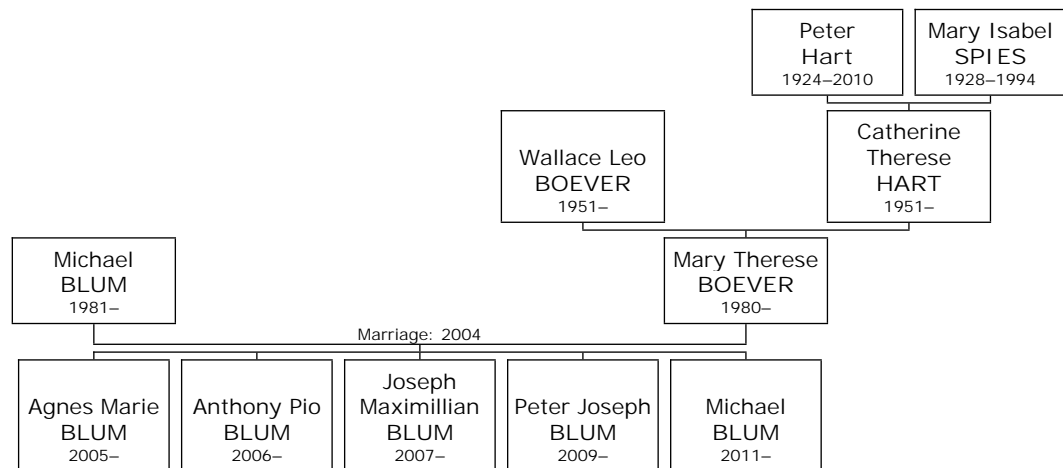 Peter
Hart
1924–2010
Mary Isabel
SPIES
1928–1994
Wallace Leo
BOEVER
1951–
Catherine
Therese
HART
1951–
Michael
BLUM
1981–
Mary Therese
BOEVER
1980–
Marriage: 2004
Agnes Marie
BLUM
2005–
Anthony Pio
BLUM
2006–
Joseph
Maximillian
BLUM
2007–
Peter Joseph
BLUM
2009–
Michael
BLUM
2011–